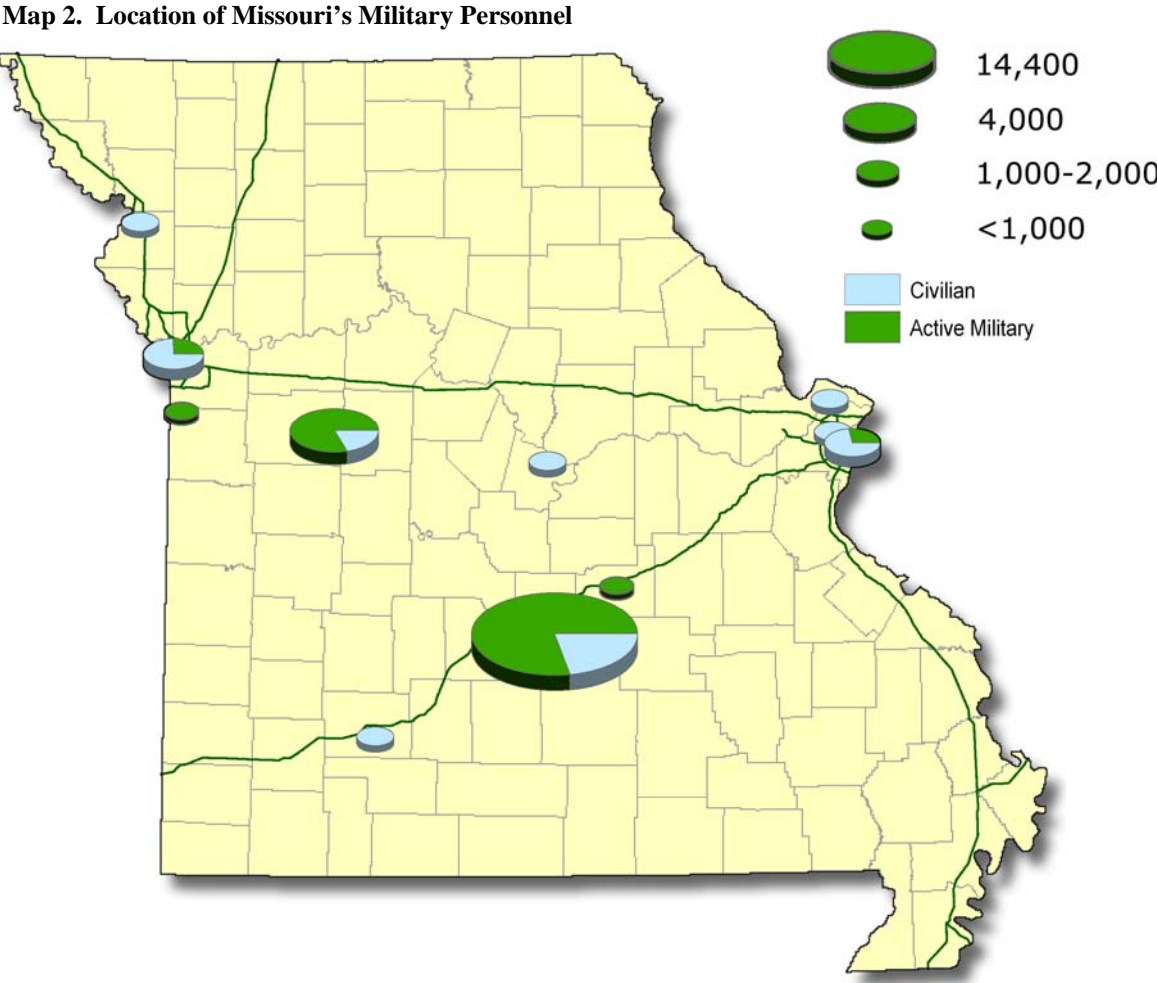 Map 2. Location of Missouri's Military Personnel
14,400
4,000
1,000-2,000
<1,000
Civilian
Active Military